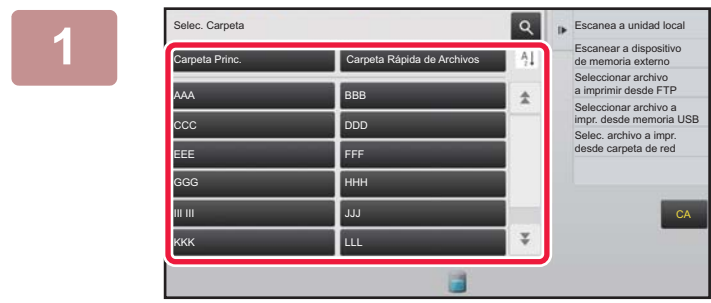 1
Selec. Carpeta
Carpeta Princ.
Carpeta Rápida de Archivos
AAA
BBB
CCC
DDD
EEE
FFF
GGG
HHH
III III
JJJ
KKK
LLL
Escanea a unidad local
Escanear a dispositivo
de memoria externo
Seleccionar archivo
a imprimir desde FTP
Seleccionar archivo a
impr. desde memoria USB
Selec. archivo a impr.
desde carpeta de red
CA